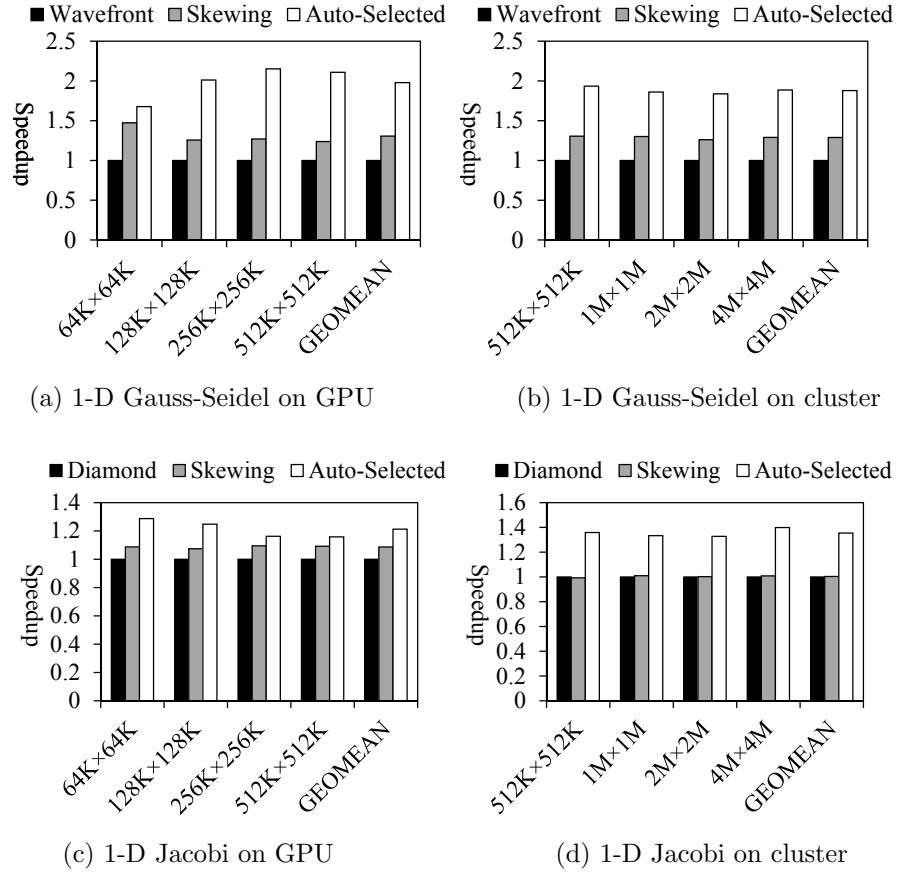 Wavefront Skewing Auto-Selected
2.5
2
1.5
1
0.5
0
Speedup
64K×64K
128K×128K
256K×256K
512K×512K
GEOMEAN
(a) 1-D Gauss-Seidel on GPU
Wavefront Skewing Auto-Selected
2.5
2
1.5
1
0.5
0
Speedup
512K×512K
1M×1M
2M×2M
4M×4M
GEOMEAN
(b) 1-D Gauss-Seidel on cluster
Diamond Skewing Auto-Selected
1.4
1.2
1
0.8
0.6
0.4
0.2
0
Speedup
64K×64K
128K×128K
256K×256K
512K×512K
GEOMEAN
(c) 1-D Jacobi on GPU
Diamond Skewing Auto-Selected
1.6
1.4
1.2
1
0.8
0.6
0.4
0.2
0
Speedup
512K×512K
1M×1M
2M×2M
4M×4M
GEOMEAN
(d) 1-D Jacobi on cluster